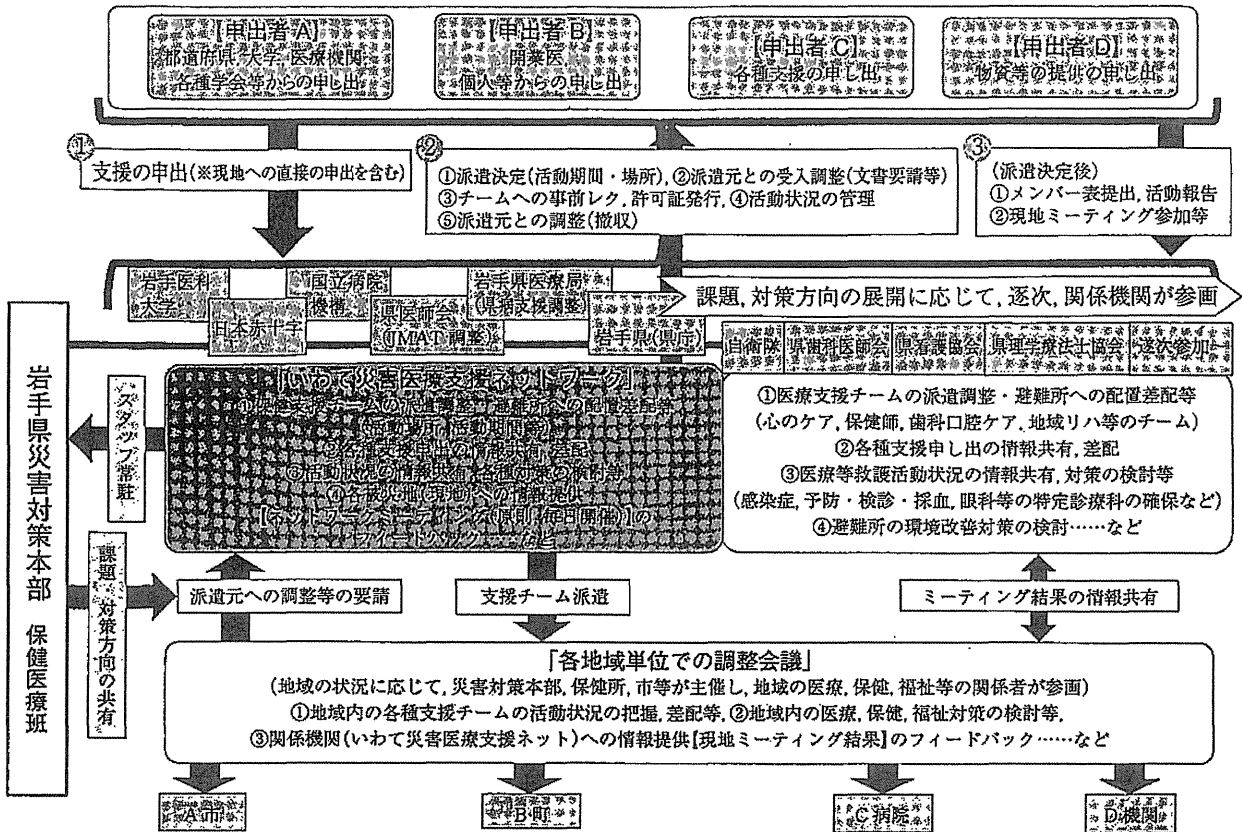 【申出者 A】
都道府県，大学，医療機関，
各種学会等からの申し出
【申出者 B】
開業医，
個人等からの申し出
【申出者 C】
各種支援の申し出
【申出者 D】
物資等の提供の申し出
①
支援の申出(※現地への直接の申出を含む)
②
①派遣決定(活動期間・場所)，②派遣元との受入調整(文書要請等)
③チームへの事前レク，許可証発行，④活動状況の管理
⑤派遣元との調整(撤収)
③
(派遣決定後)
①メンバー表提出，活動報告
②現地ミーティング参加等
岩手医科
大学
日本赤十字
国立病院
機構
県医師会
(JMAT 調整)
岩手県医療局
(県病支援調整)
岩手県(県庁)
課題，対策方向の展開に応じて，逐次，関係機関が参画
自衛隊
県歯科医師会
県看護協会
県理学療法士協会
逐次参加
岩手県災害対策本部　保健医療班
スタッフ常駐
課題，対策方向の共有
「いわて災害医療支援ネットワーク」
(活動場所，活動期間等)
④各被災地(現地)への情報提供
①医療支援チームの派遣調整・避難所への配置差配等
(心のケア，保健師，歯科口腔ケア，地域リハ等のチーム)
②各種支援申し出の情報共有，差配
③医療等救護活動状況の情報共有，対策の検討等
(感染症，予防・検診・採血，眼科等の特定診療科の確保など)
④避難所の環境改善対策の検討……など
派遣元への調整等の要請
支援チーム派遣
ミーティング結果の情報共有
「各地域単位での調整会議」
(地域の状況に応じて，災害対策本部，保健所，市等が主催し，地域の医療，保健，福祉等の関係者が参画)
①地域内の各種支援チームの活動状況の把握，差配等，②地域内の医療，保健，福祉対策の検討等，
③関係機関(いわて災害医療支援ネット)への情報提供【現地ミーティング結果】のフィードバック……など
A 市
B 町
C 病院
D 機関